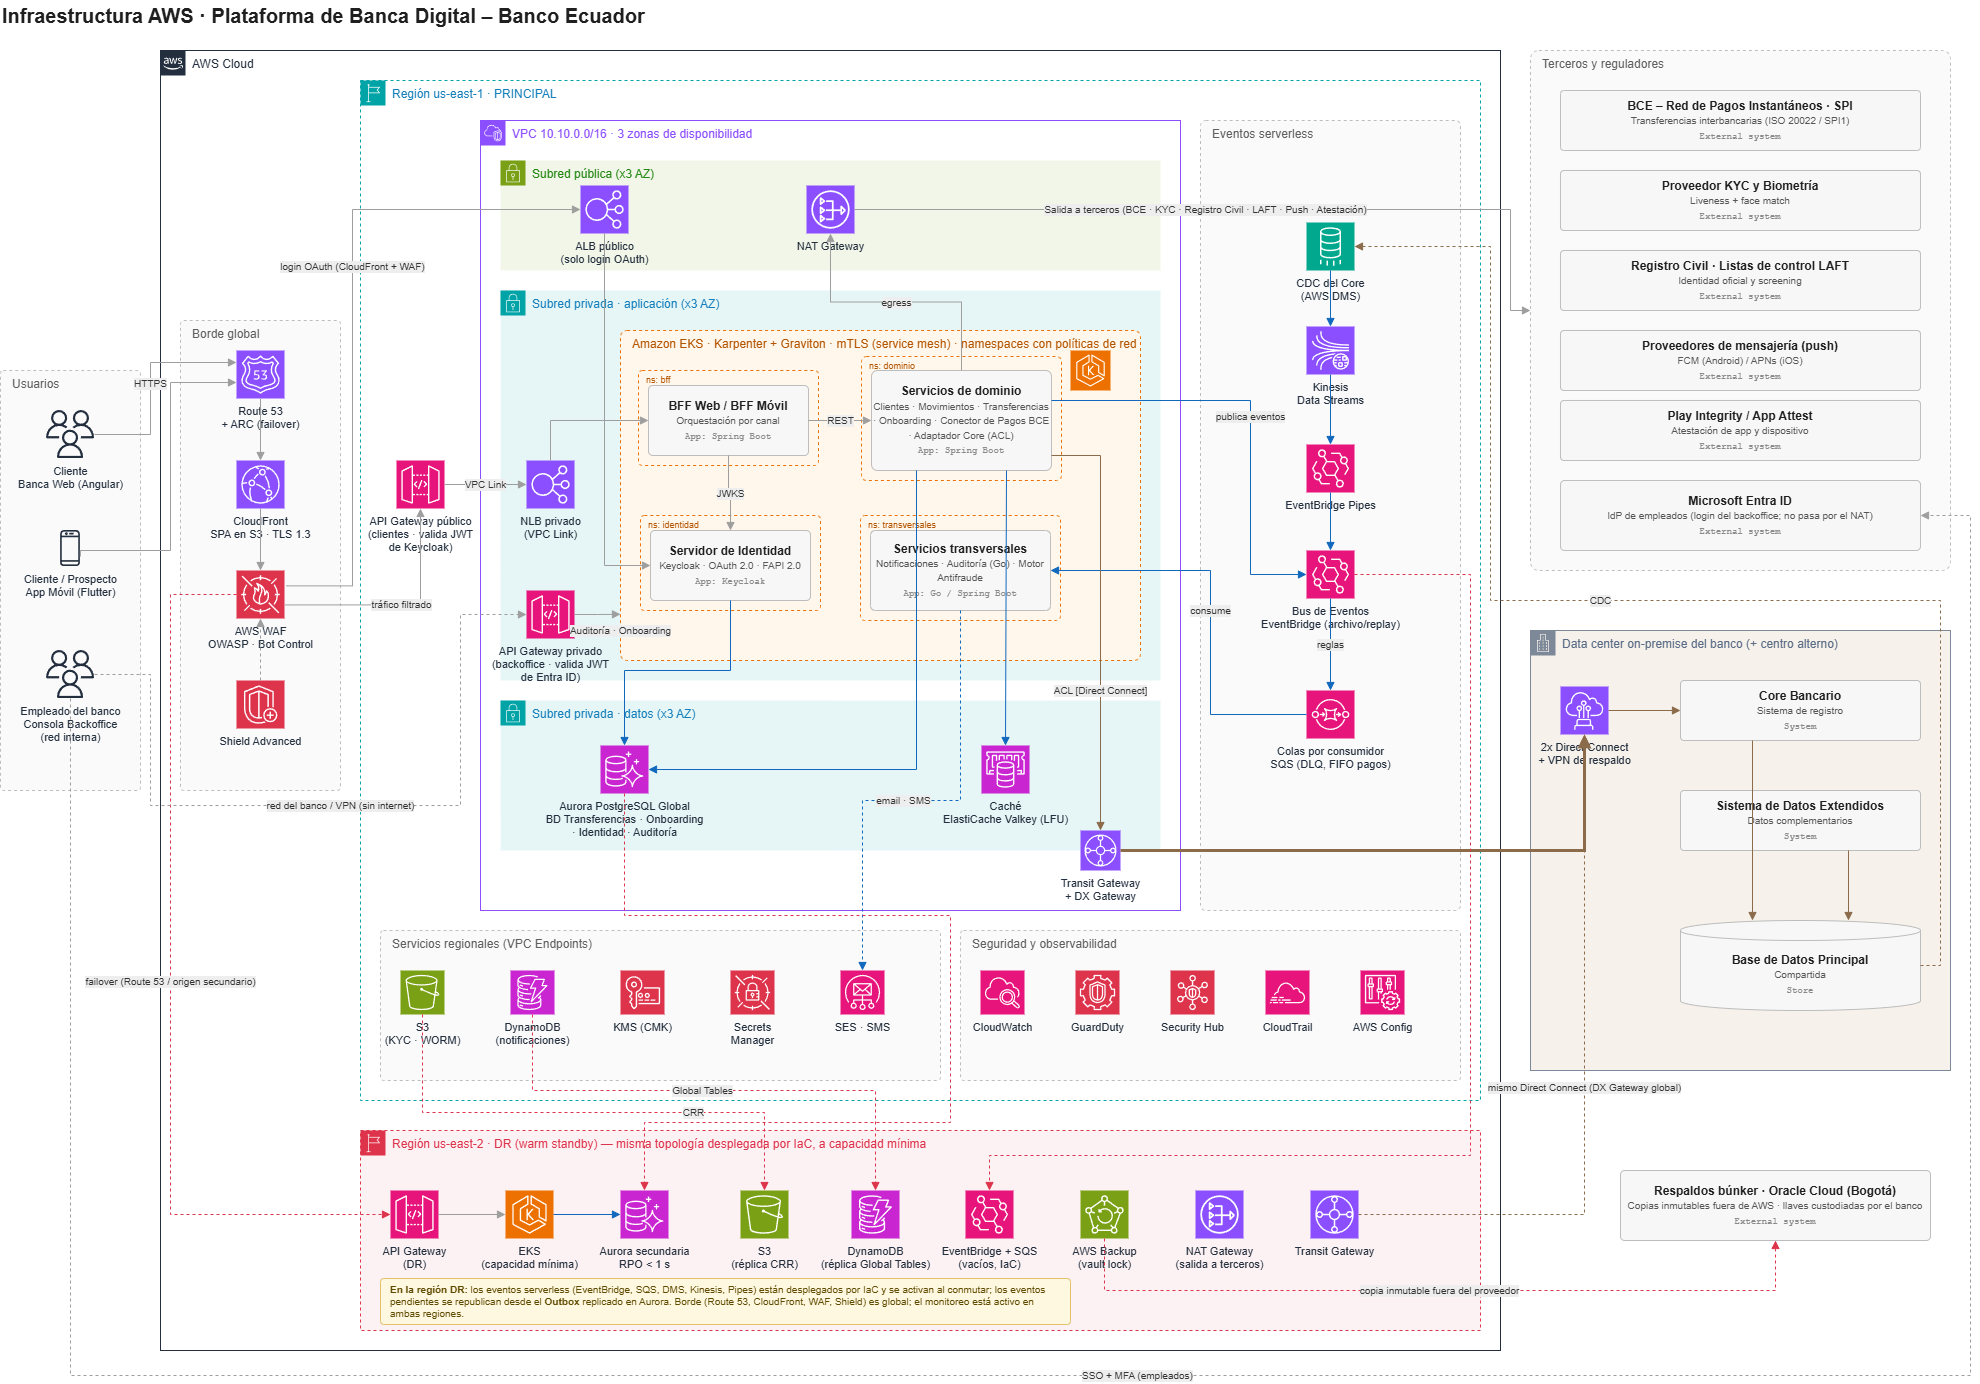 Infraestructura AWS · Plataforma de Banca Digital – Banco Ecuador
aws
AWS Cloud
Región us-east-1 · PRINCIPAL
VPC 10.10.0.0/16 · 3 zonas de disponibilidad
Subred pública (x3 AZ)
ALB público
(solo login OAuth)
NAT Gateway
Salida a terceros (BCE · KYC · Registro Civil · LAFT · Push · Atestación)
login OAuth (CloudFront + WAF)
Subred privada · aplicación (x3 AZ)
egress
Amazon EKS · Karpenter + Graviton · mTLS (service mesh) · namespaces con políticas de red
ns: bff
BFF Web / BFF Móvil
Orquestación por canal
App: Spring Boot
REST
ns: dominio
Servicios de dominio
Clientes · Movimientos · Transferencias
· Onboarding · Conector de Pagos BCE
· Adaptador Core (ACL)
App: Spring Boot
JWKS
ns: identidad
Servidor de Identidad
Keycloak · OAuth 2.0 · FAPI 2.0
App: Keycloak
ns: transversales
Servicios transversales
Notificaciones · Auditoría (Go) · Motor
Antifraude
App: Go / Spring Boot
Usuarios
HTTPS
Cliente
Banca Web (Angular)
Cliente / Prospecto
App Móvil (Flutter)
Empleado del banco
Consola Backoffice
(red interna)
Borde global
53
Route 53
+ ARC (failover)
CloudFront
SPA en S3 · TLS 1.3
AWS WAF
OWASP · Bot Control
Shield Advanced
tráfico filtrado
API Gateway público
(clientes · valida JWT
de Keycloak)
VPC Link
NLB privado
(VPC Link)
Auditoría · Onboarding
API Gateway privado
(backoffice · valida JWT
de Entra ID)
red del banco / VPN (sin internet)
Subred privada · datos (x3 AZ)
Aurora PostgreSQL Global
BD Transferencias · Onboarding
· Identidad · Auditoría
email · SMS
Caché
ElastiCache Valkey (LFU)
ACL [Direct Connect]
Transit Gateway
+ DX Gateway
Eventos serverless
CDC del Core
(AWS DMS)
Kinesis
Data Streams
publica eventos
EventBridge Pipes
Bus de Eventos
EventBridge (archivo/replay)
consume
reglas
Colas por consumidor
SQS (DLQ, FIFO pagos)
Terceros y reguladores
BCE – Red de Pagos Instantáneos · SPI
Transferencias interbancarias (ISO 20022 / SPI1)
External system
Proveedor KYC y Biometría
Liveness + face match
External system
Registro Civil · Listas de control LAFT
Identidad oficial y screening
External system
Proveedores de mensajería (push)
FCM (Android) / APNs (iOS)
External system
Play Integrity / App Attest
Atestación de app y dispositivo
External system
Microsoft Entra ID
IdP de empleados (login del backoffice; no pasa por el NAT)
External system
CDC
Data center on-premise del banco (+ centro alterno)
2x Direct Connect
+ VPN de respaldo
Core Bancario
Sistema de registro
System
Sistema de Datos Extendidos
Datos complementarios
System
Base de Datos Principal
Compartida
Store
mismo Direct Connect (DX Gateway global)
Servicios regionales (VPC Endpoints)
S3
(KYC · WORM)
DynamoDB
(notificaciones)
KMS (CMK)
Secrets
Manager
SES · SMS
Seguridad y observabilidad
CloudWatch
GuardDuty
Security Hub
CloudTrail
AWS Config
failover (Route 53 / origen secundario)
Global Tables
CRR
Región us-east-2 · DR (warm standby) — misma topología desplegada por IaC, a capacidad mínima
API Gateway
(DR)
EKS
(capacidad mínima)
Aurora secundaria
RPO < 1 s
S3
(réplica CRR)
DynamoDB
(réplica Global Tables)
EventBridge + SQS
(vacíos, IaC)
AWS Backup
(vault lock)
NAT Gateway
(salida a terceros)
Transit Gateway
En la región DR: los eventos serverless (EventBridge, SQS, DMS, Kinesis, Pipes) están desplegados por IaC y se activan al conmutar; los eventos
pendientes se republican desde el Outbox replicado en Aurora. Borde (Route 53, CloudFront, WAF, Shield) es global; el monitoreo está activo en
ambas regiones.
copia inmutable fuera del proveedor
Respaldos búnker · Oracle Cloud (Bogotá)
Copias inmutables fuera de AWS · llaves custodiadas por el banco
External system
SSO + MFA (empleados)